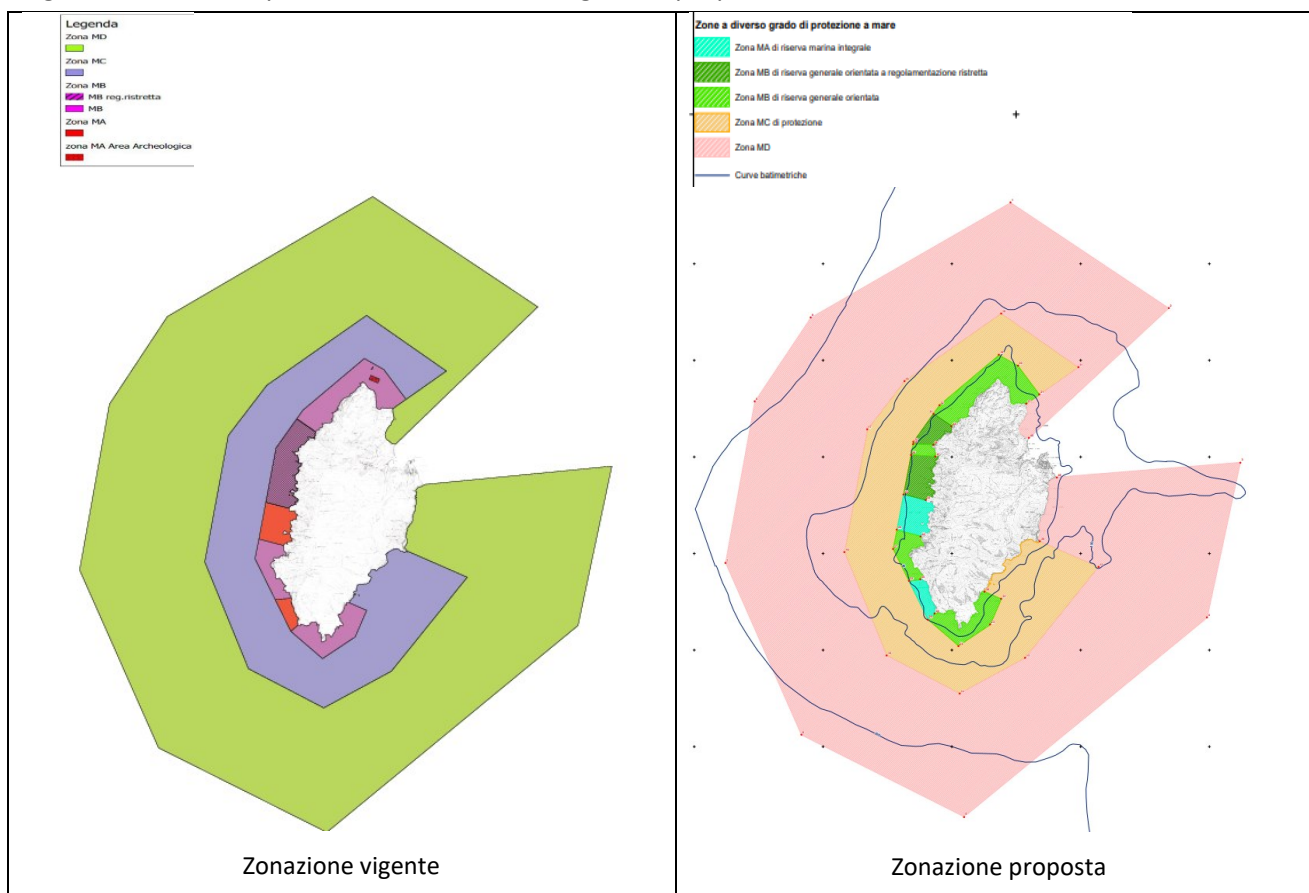 Legenda
Zona MD
Zona MC
Zona MB
MB reg.ristretta
MB
Zona MA
zona MA Area Archeologica
Zonazione vigente
Zone a diverso grado di protezione a mare
Zona MA di riserva marina integrale
Zona MB di riserva generale orientata a regolamentazione ristretta
Zona MB di riserva generale orientata
Zona MC di protezione
Zona MD
Curve batimetriche
Zonazione proposta